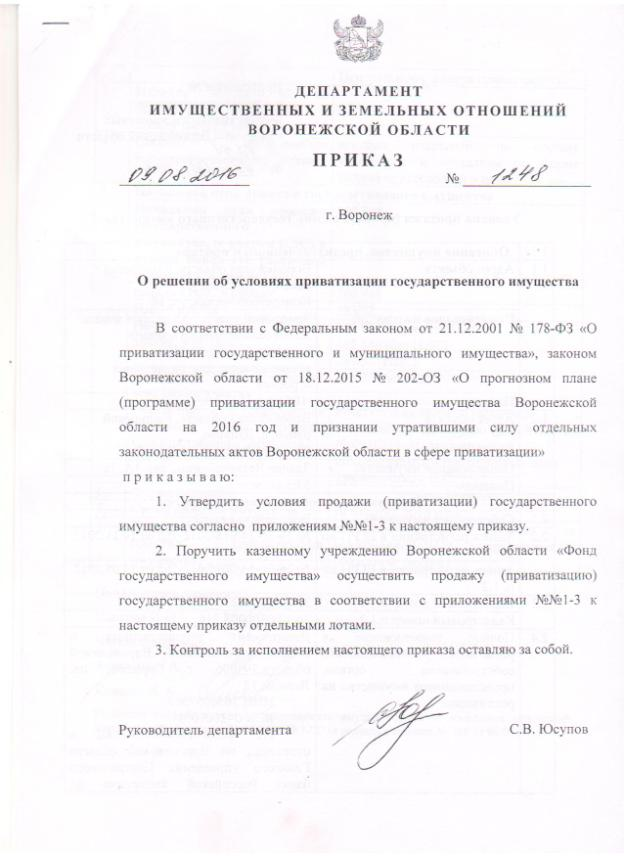 ДЕПАРТАМЕНТ
ИМУЩЕСТВЕННЫХ И ЗЕМЕЛЬНЫХ ОТНОШЕНИЙ
ВОРОНЕЖСКОЙ ОБЛАСТИ
ПРИКАЗ
09.08.2016 № 1248
г. Воронеж
О решении об условиях приватизации государственного имущества
В соответствии с Федеральным законом от 21.12.2001 № 178-ФЗ «О
приватизации государственного и муниципального имущества», законом
Воронежской области от 18.12.2015 № 202-ОЗ «О прогнозном плане
(программе) приватизации государственного имущества Воронежской
области на 2016 год и признании утратившими силу отдельных
законодательных актов Воронежской области в сфере приватизации»
п р и к а з ы в а ю:
1. Утвердить условия продажи (приватизации) государственного
имущества согласно приложениям №№1-3 к настоящему приказу.
2. Поручить казенному учреждению Воронежской области «Фонд
государственного имущества» осуществить продажу (приватизацию)
государственного имущества в соответствии с приложениями №№1-3 к
настоящему приказу отдельными лотами.
3. Контроль за исполнением настоящего приказа оставляю за собой.
Руководитель департамента С.В. Юсупов